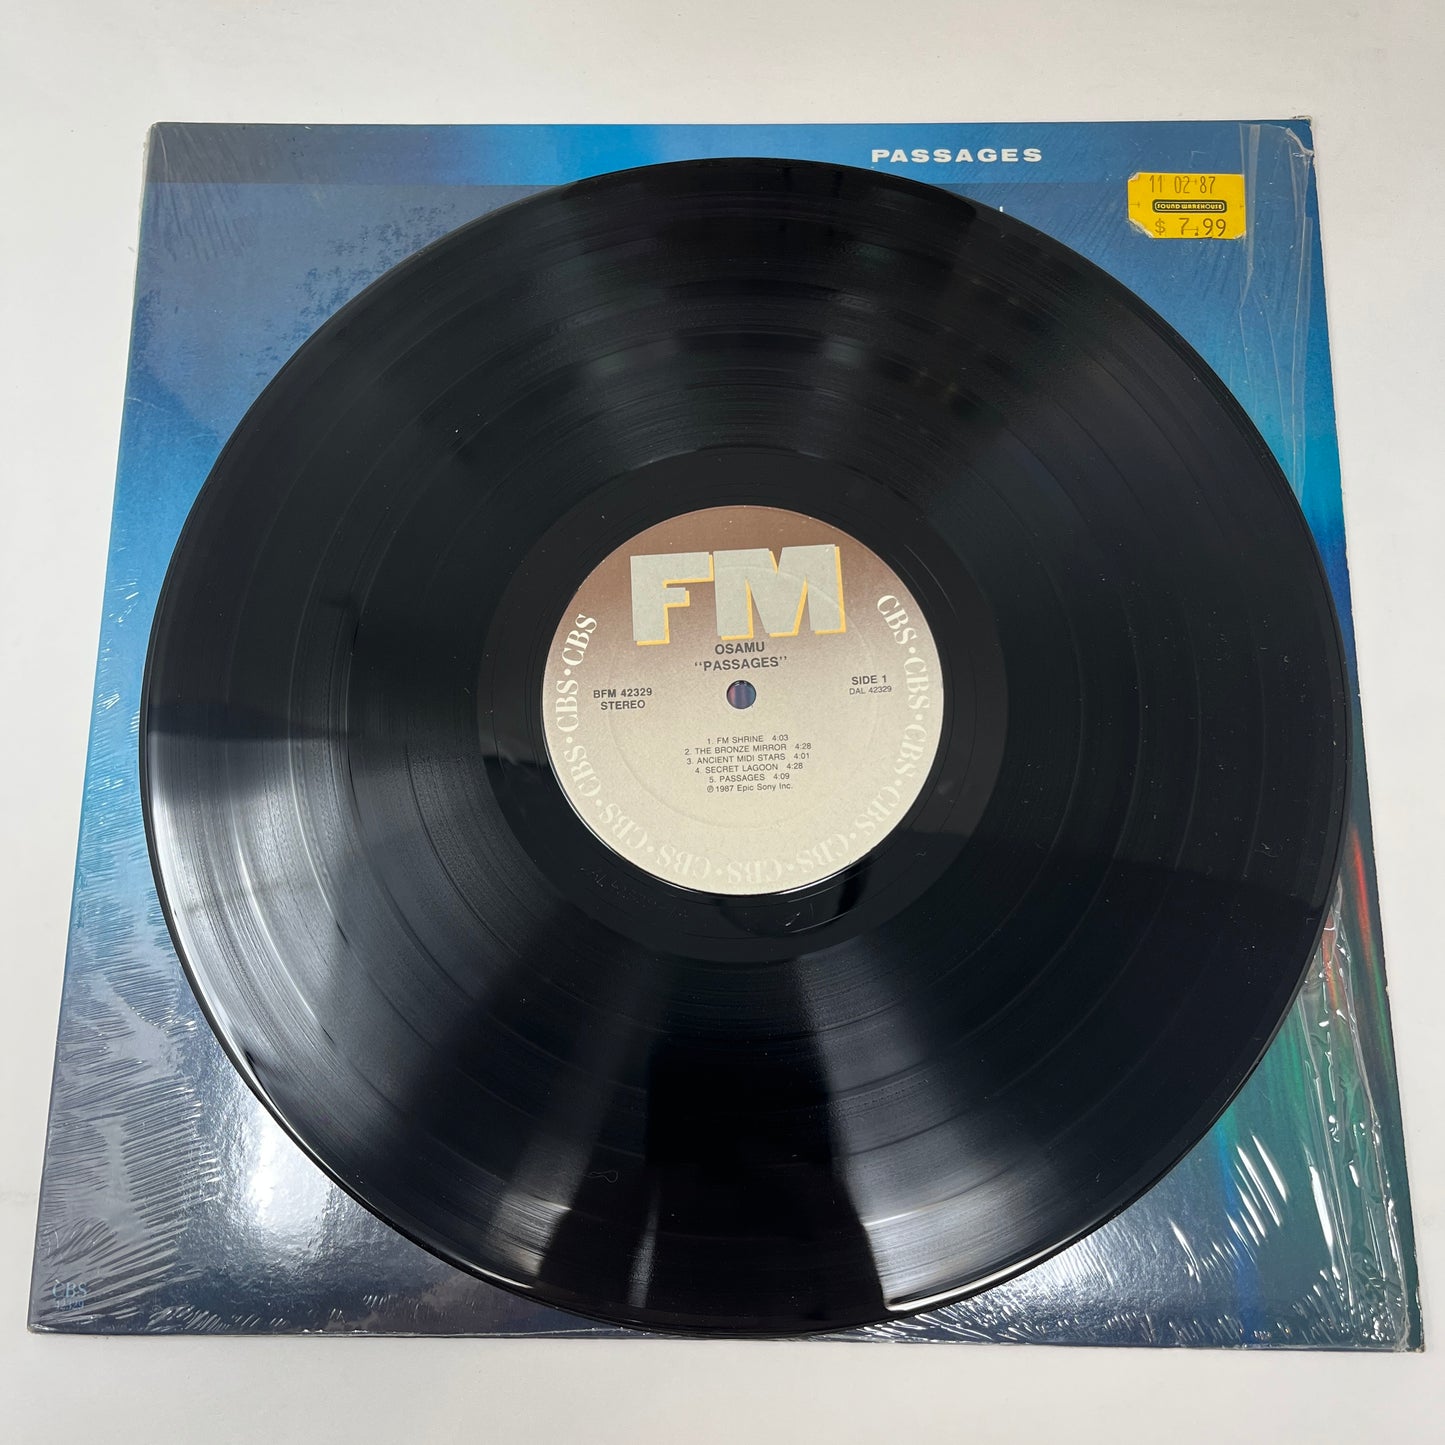 PASSAGES
11 02 87
SOUND WAREHOUSE
$ 7.99
FM
OSAMU
"PASSAGES"
BFM 42329
STEREO
SIDE 1
DAL 42329
1. FM SHRINE 4:03
2. THE BRONZE MIRROR 4:28
3. ANCIENT MIDI STARS 4:01
4. SECRET LAGOON 4:28
5. PASSAGES 4:09
℗ 1987 Epic Sony Inc.
CBS·CBS·CBS·CBS·CBS·CBS·CBS·CBS·CBS·CBS·CBS
CBS